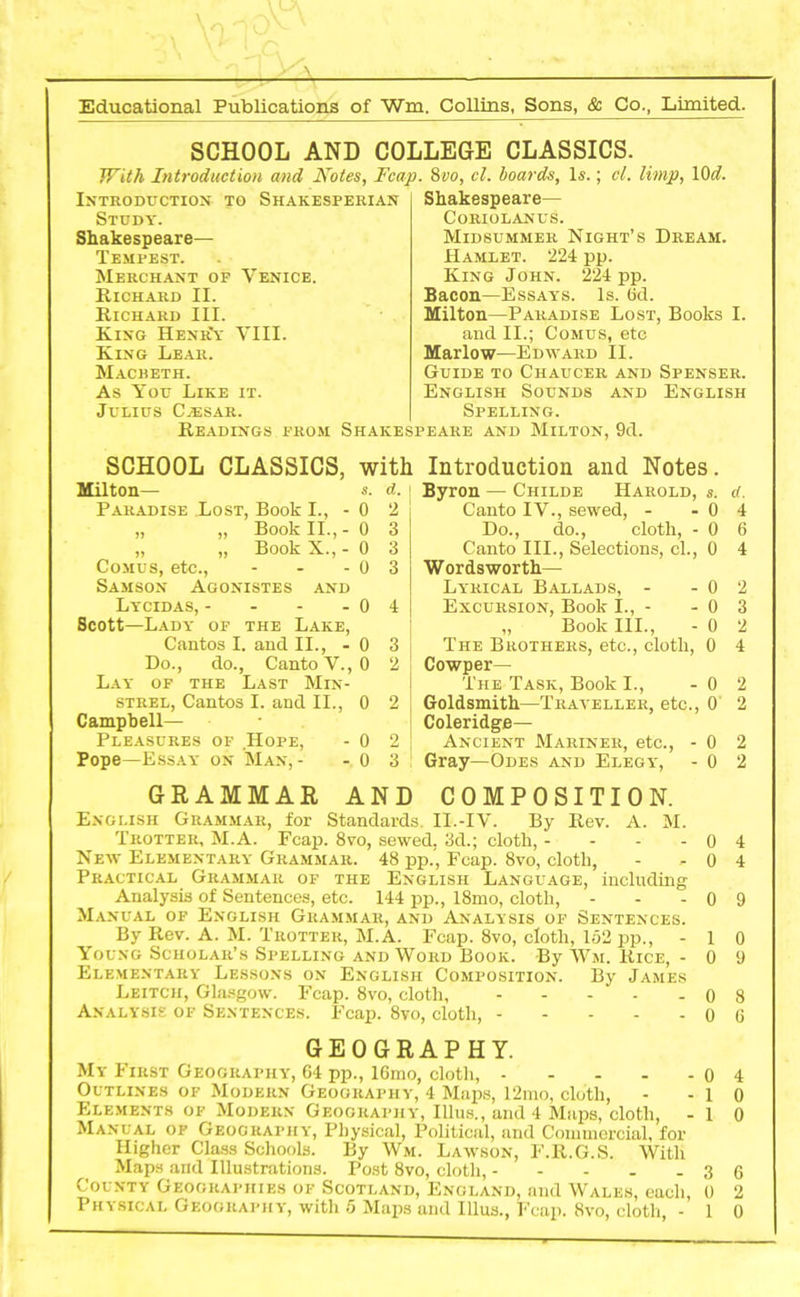 Educational Publications of Wm. Collins, Sons, & Co., Limited.
SCHOOL AND COLLEGE CLASSICS.
With Introduction and Notes, Fcap. 8vo, cl. boards, 1s.; cl. limp, 10d.
INTRODUCTION TO SHAKESPERIAN
STUDY.
Shakespeare—
TEMPEST.
MERCHANT OF VENICE.
RICHARD II.
RICHARD III.
KING HENRY VIII.
KING LEAR.
MACBETH.
AS YOU LIKE IT.
JULIUS CÆSAR.
Shakespeare—
CORIOLANUS.
MIDSUMMER NIGHT'S DREAM.
HAMLET. 224 pp.
KING JOHN. 224 pp.
Bacon—ESSAYS. 1s. 6d.
Milton—PARADISE LOST, Books I.
and II.; COMUS, etc
Marlow—EDWARD II.
GUIDE TO CHAUCER AND SPENSER.
ENGLISH SOUNDS AND ENGLISH
SPELLING.
READINGS FROM SHAKESPEARE AND MILTON, 9d.
SCHOOL CLASSICS, with Introduction and Notes.
Milton— s. d.
PARADISE LOST, Book I., - 0 2
„ „ Book II., - 0 3
„ „ Book X., - 0 3
COMUS, etc., - - - 0 3
SAMSON AGONISTES AND
LYCIDAS, - - - - 0 4
Scott—LADY OF THE LAKE,
Cantos I. and II., - 0 3
Do., do., Canto V., 0 2
LAY OF THE LAST MIN-
STREL, Cantos I. and II., 0 2
Campbell—
PLEASURES OF HOPE, - 0 2
Pope—ESSAY ON MAN, - - 0 3
Byron — CHILDE HAROLD, s. d.
Canto IV., sewed, - - 0 4
Do., do., cloth, - 0 6
Canto III., Selections, cl., 0 4
Wordsworth—
LYRICAL BALLADS, - - 0 2
EXCURSION, Book I., - - 0 3
„ Book III., - 0 2
THE BROTHERS, etc., cloth, 0 4
Cowper—
THE TASK, Book I., - 0 2
Goldsmith—TRAVELLER, etc., 0 2
Coleridge—
ANCIENT MARINER, etc., - 0 2
Gray—ODES AND ELEGY, - 0 2
GRAMMAR AND COMPOSITION.
ENGLISH GRAMMAR, for Standards II.-IV. By Rev. A. M.
TROTTER, M.A. Fcap. 8vo, sewed, 3d.; cloth, - - - - 0 4
NEW ELEMENTARY GRAMMAR. 48 pp., Fcap. 8vo, cloth, - - 0 4
PRACTICAL GRAMMAR OF THE ENGLISH LANGUAGE, including
Analysis of Sentences, etc. 144 pp., 18mo, cloth, - - - 0 9
MANUAL OF ENGLISH GRAMMAR, AND ANALYSIS OF SENTENCES.
By Rev. A. M. TROTTER, M.A. Fcap. 8vo, cloth, 152 pp., - 1 0
YOUNG SCHOLAR'S SPELLING AND WORD BOOK. By WM. RICE, - 0 9
ELEMENTARY LESSONS ON ENGLISH COMPOSITION. By JAMES
LEITCH, Glasgow. Fcap. 8vo, cloth, - - - - - 0 8
ANALYSIS OF SENTENCES. Fcap. 8vo, cloth, - - - - - 0 6
GEOGRAPHY.
MY FIRST GEOGRAPHY, 64 pp., 16mo, cloth, - - - - - 0 4
OUTLINES OF MODERN GEOGRAPHY, 4 Maps, 12mo, cloth, - - 1 0
ELEMENTS OF MODERN GEOGRAPHY, Illus., and 4 Maps, cloth, - 1 0
MANUAL OF GEOGRAPHY, Physical, Political, and Commercial, for
Higher Class Schools. By WM. LAWSON, F.R.G.S. With
Maps and Illustrations. Post 8vo, cloth, - - - - - 3 6
COUNTY GEOGRAPHIES OF SCOTLAND, ENGLAND, and WALES, each, 0 2
PHYSICAL GEOGRAPHY, with 5 Maps and Illus., Fcap. 8vo, cloth, - 1 0